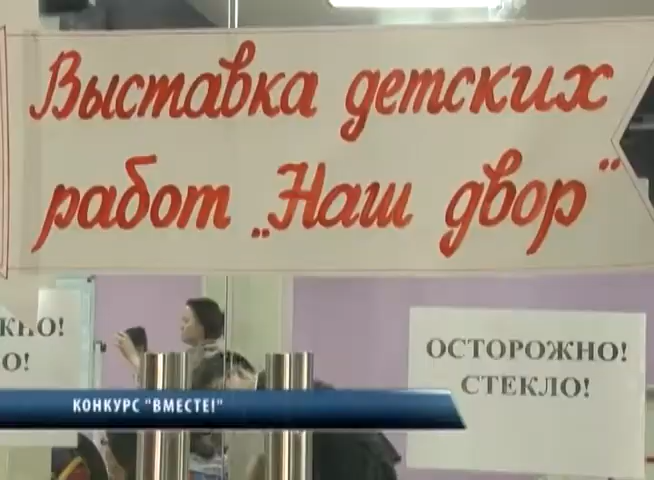 Выставка детских
работ „Наш двор”
ОСТОРОЖНО!
СТЕКЛО!
КОНКУРС "ВМЕСТЕ!"